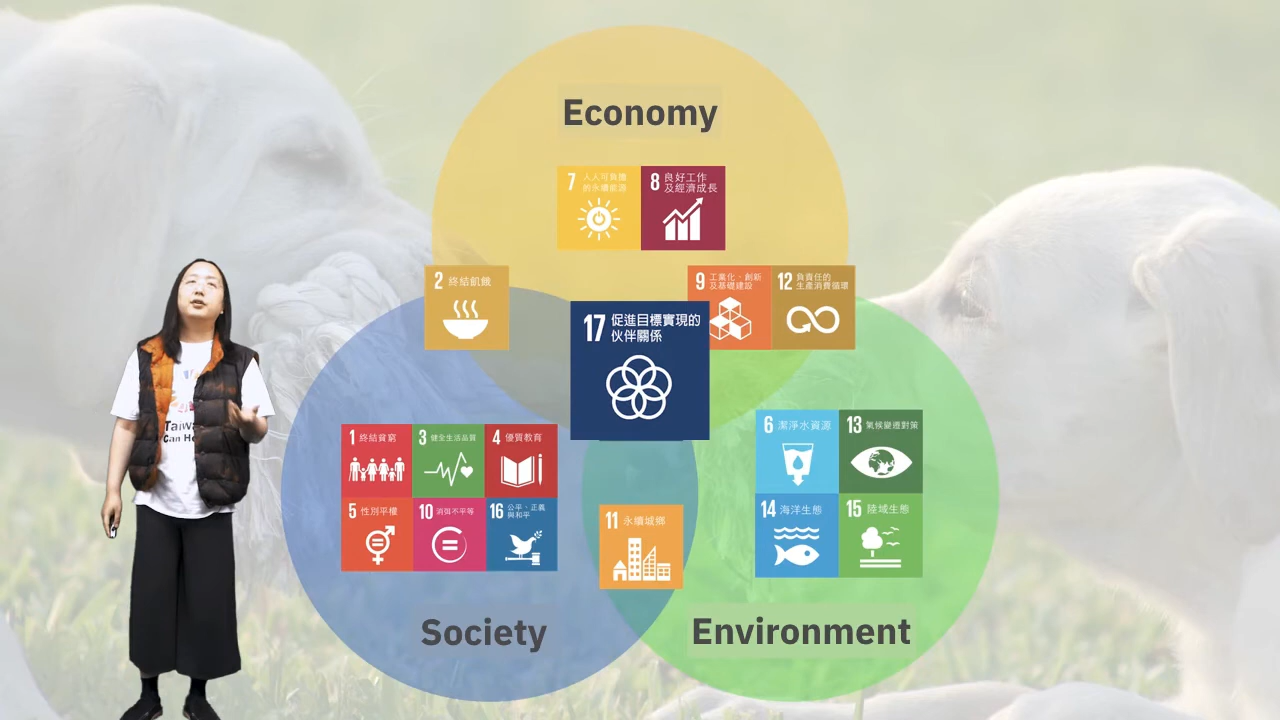 Economy
7 人人可負擔
的永續能源
8 良好工作
及經濟成長
2 終結飢餓
9 工業化、創新
及基礎建設
12 負責任的
生產消費循環
17 促進目標實現的
伙伴關係
1 終結貧窮
3 健全生活品質
4 優質教育
5 性別平權
10 消弭不平等
16 公平、正義
與和平
6 潔淨水資源
13 氣候變遷對策
14 海洋生態
15 陸域生態
11 永續城鄉
Society
Environment
Taiwa
Can He